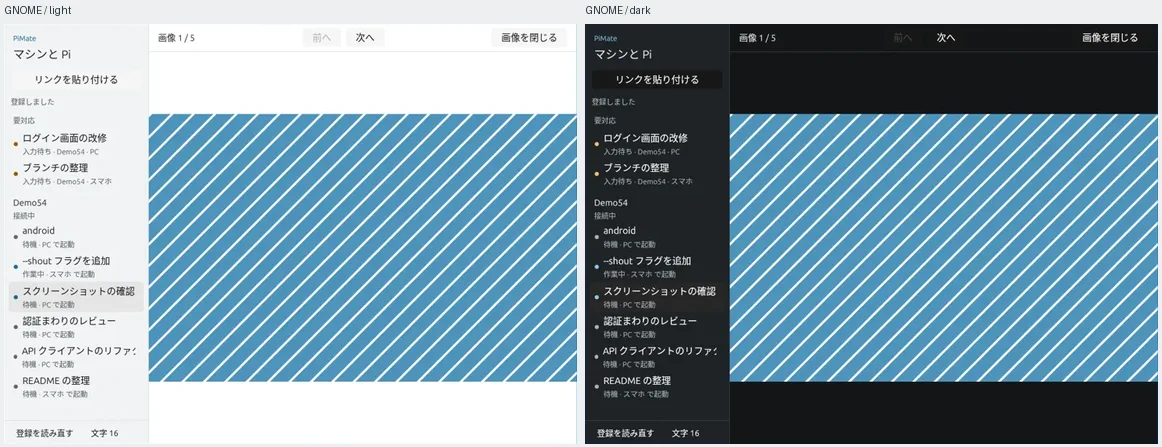 GNOME / light
PiMate
マシンと Pi
リンクを貼り付ける
登録しました
要対応
ログイン画面の改修
入力待ち · Demo54 · PC
ブランチの整理
入力待ち · Demo54 · スマホ
Demo54
接続中
android
待機 · PC で起動
--shout フラグを追加
作業中 · スマホ で起動
スクリーンショットの確認
待機 · PC で起動
認証まわりのレビュー
待機 · PC で起動
API クライアントのリファク
待機 · PC で起動
README の整理
待機 · スマホ で起動
登録を読み直す 文字 16
画像 1 / 5 前へ 次へ 画像を閉じる
GNOME / dark
PiMate
マシンと Pi
リンクを貼り付ける
登録しました
要対応
ログイン画面の改修
入力待ち · Demo54 · PC
ブランチの整理
入力待ち · Demo54 · スマホ
Demo54
接続中
android
待機 · PC で起動
--shout フラグを追加
作業中 · スマホ で起動
スクリーンショットの確認
待機 · PC で起動
認証まわりのレビュー
待機 · PC で起動
API クライアントのリファク
待機 · PC で起動
README の整理
待機 · スマホ で起動
登録を読み直す 文字 16
画像 1 / 5 前へ 次へ 画像を閉じる